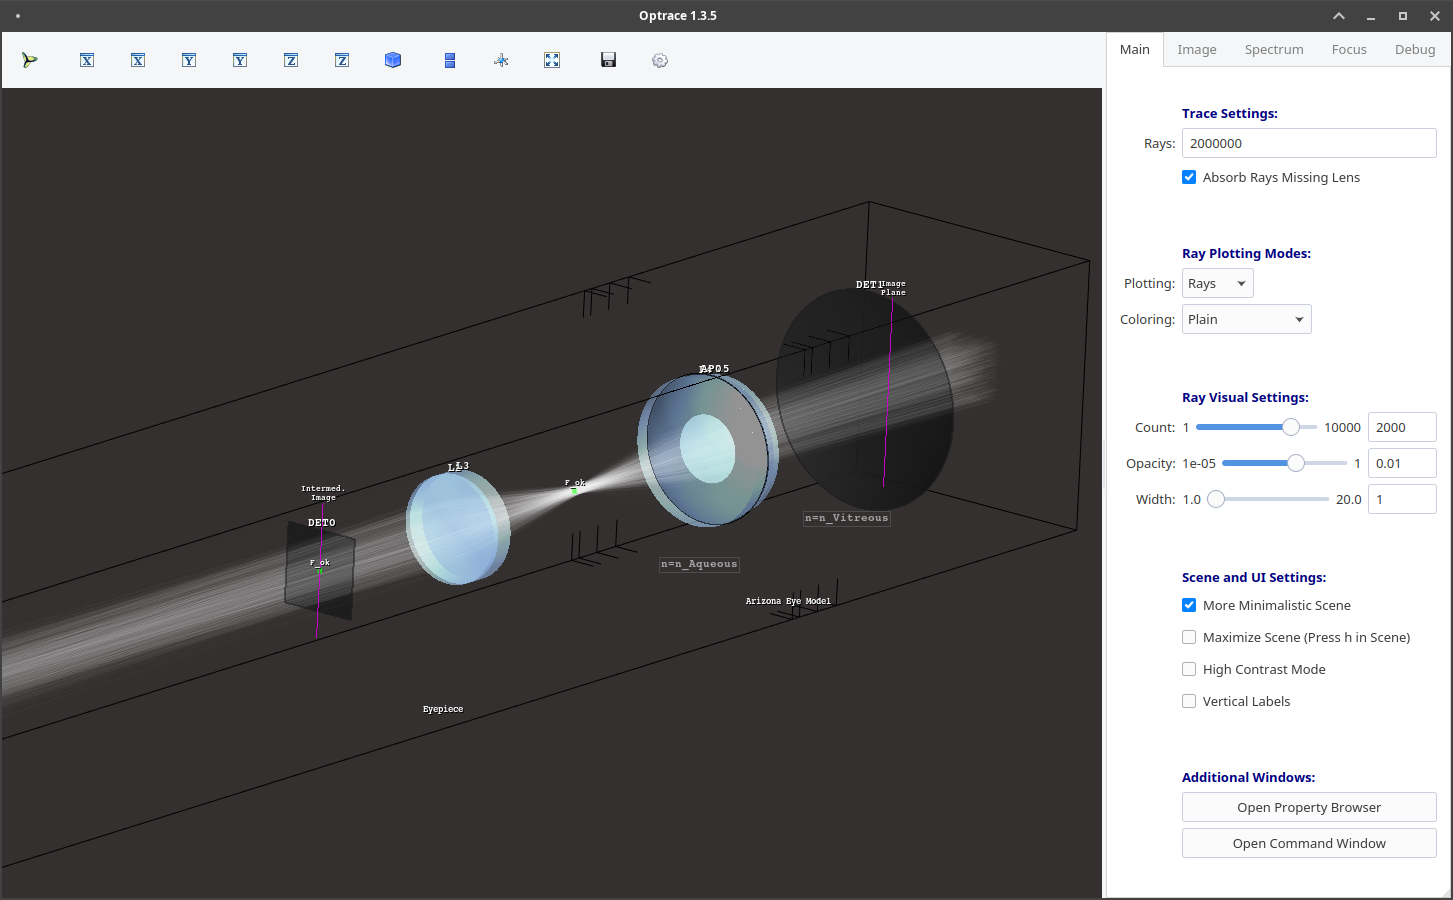 Optrace 1.3.5
X X Y Y Z Z
Main Image Spectrum Focus Debug
Trace Settings:
Rays: 2000000
Absorb Rays Missing Lens
Ray Plotting Modes:
Plotting: Rays
Coloring: Plain
Ray Visual Settings:
Count: 1 10000 2000
Opacity: 1e-05 1 0.01
Width: 1.0 20.0 1
Scene and UI Settings:
More Minimalistic Scene
Maximize Scene (Press h in Scene)
High Contrast Mode
Vertical Labels
Additional Windows:
Open Property Browser
Open Command Window
Image
Plane
AP05
L3
F_ok
Intermed.
Image
DET0
F_ok
n=n_Vitreous
n=n_Aqueous
Arizona Eye Model
Eyepiece